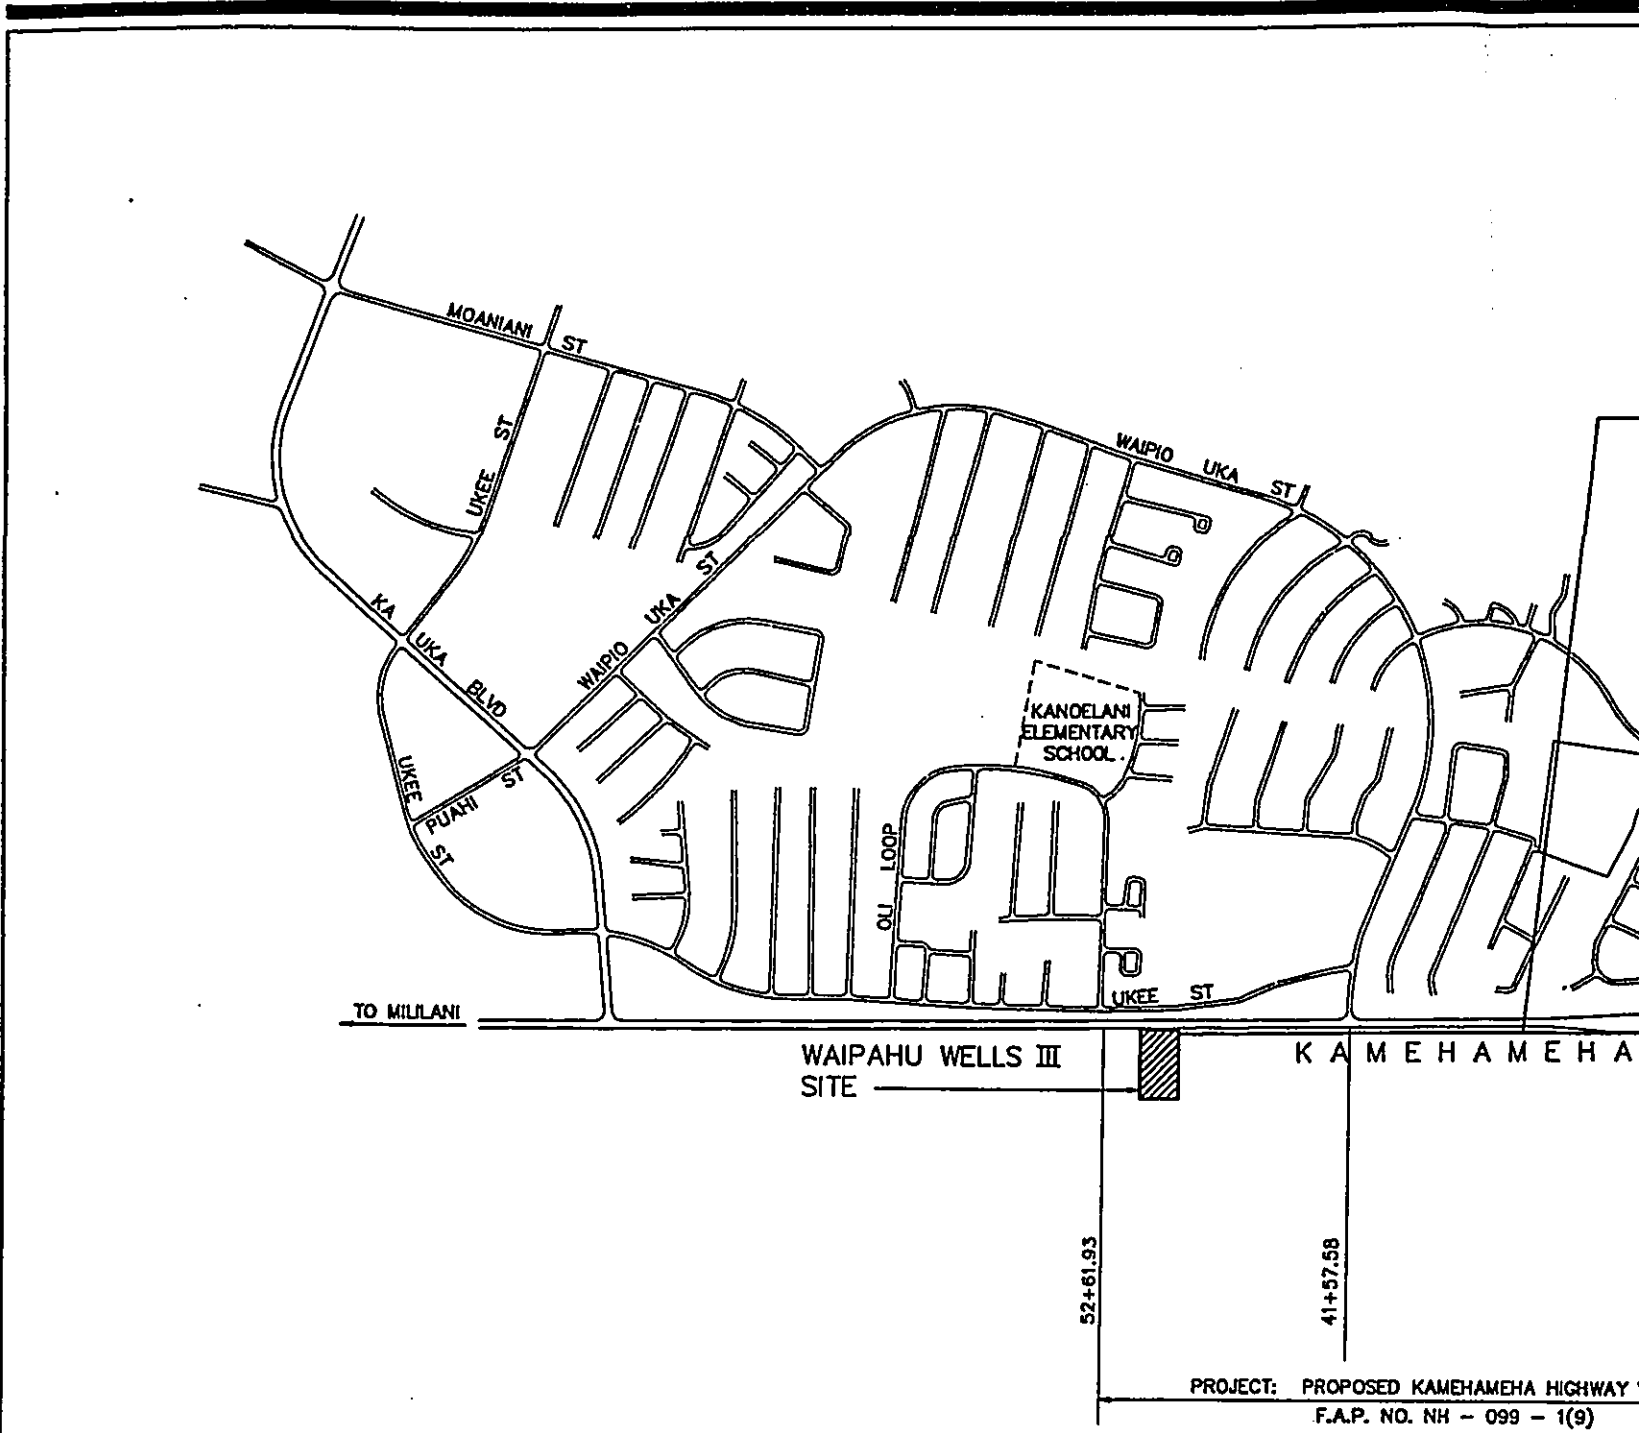 MOANIANI ST
UKEE ST
WAIPIO UKA ST
KA UKA BLVD
WAIPIO UKA ST
KANOELANI
ELEMENTARY
SCHOOL
UKEE ST
PUAHI ST
OLI LOOP
UKEE ST
TO MILILANI
WAIPAHU WELLS III
SITE
KAMEHAMEHA
52+61.93
41+57.58
PROJECT: PROPOSED KAMEHAMEHA HIGHWAY
F.A.P. NO. NH - 099 - 1(9)